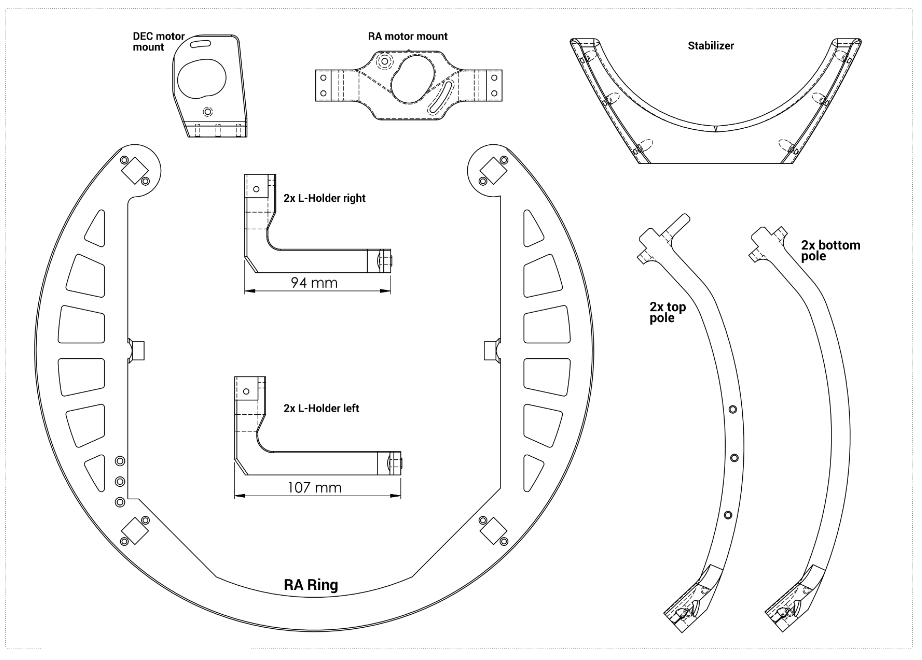 DEC motor
mount
RA motor mount
Stabilizer
2x L-Holder right
94 mm
2x bottom
pole
2x top
pole
2x L-Holder left
107 mm
RA Ring